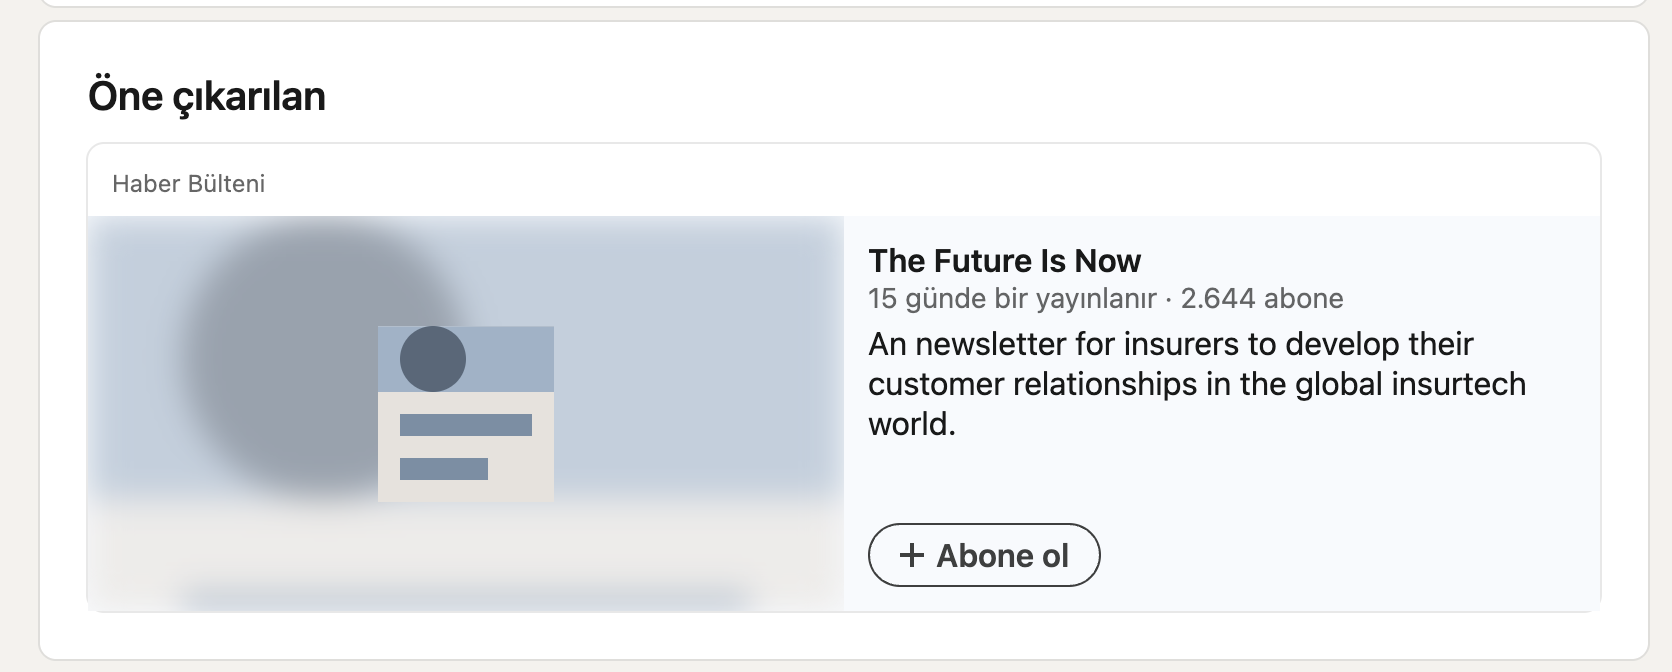 Öne çıkarılan
Haber Bülteni
The Future Is Now
15 günde bir yayınlanır · 2.644 abone
An newsletter for insurers to develop their
customer relationships in the global insurtech
world.
+ Abone ol